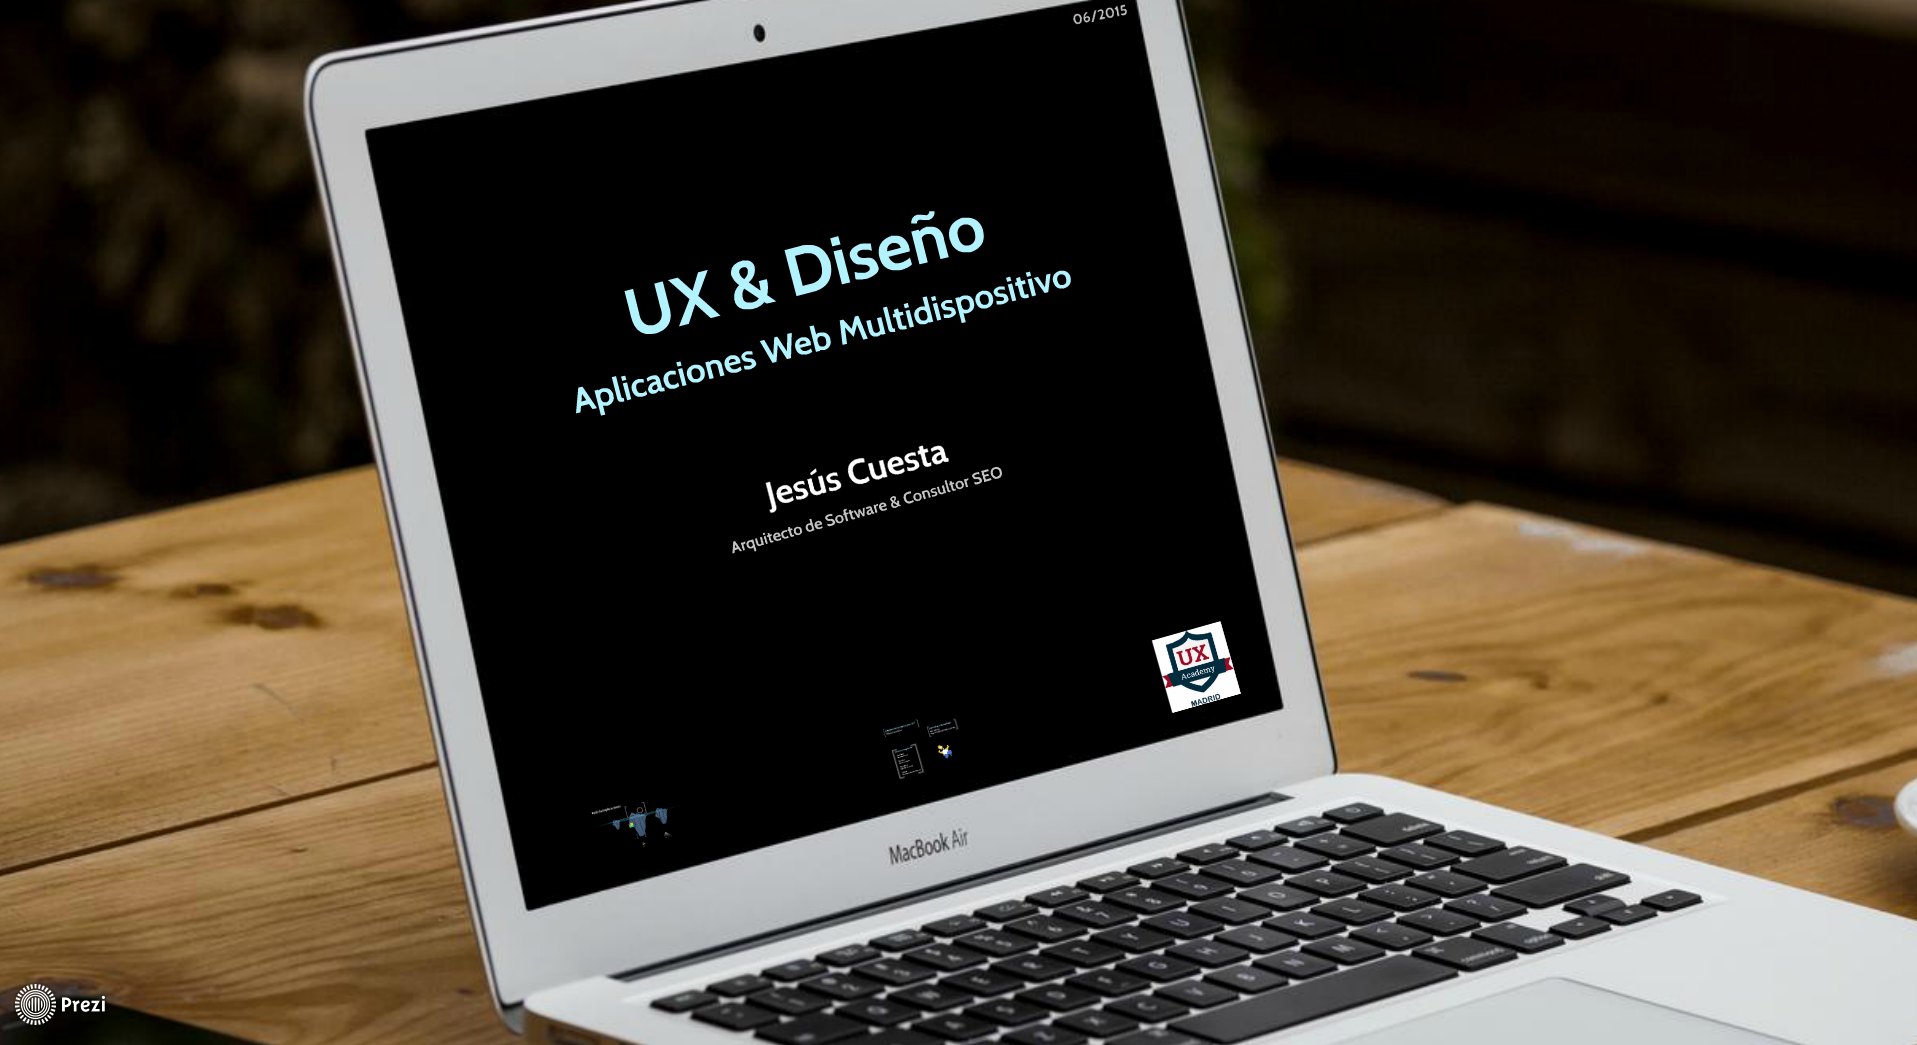 06/2015
UX & Diseño
Aplicaciones Web Multidispositivo
Jesús Cuesta
Arquitecto de Software & Consultor SEO
UX
Academy
MADRID
MacBook Air
Prezi